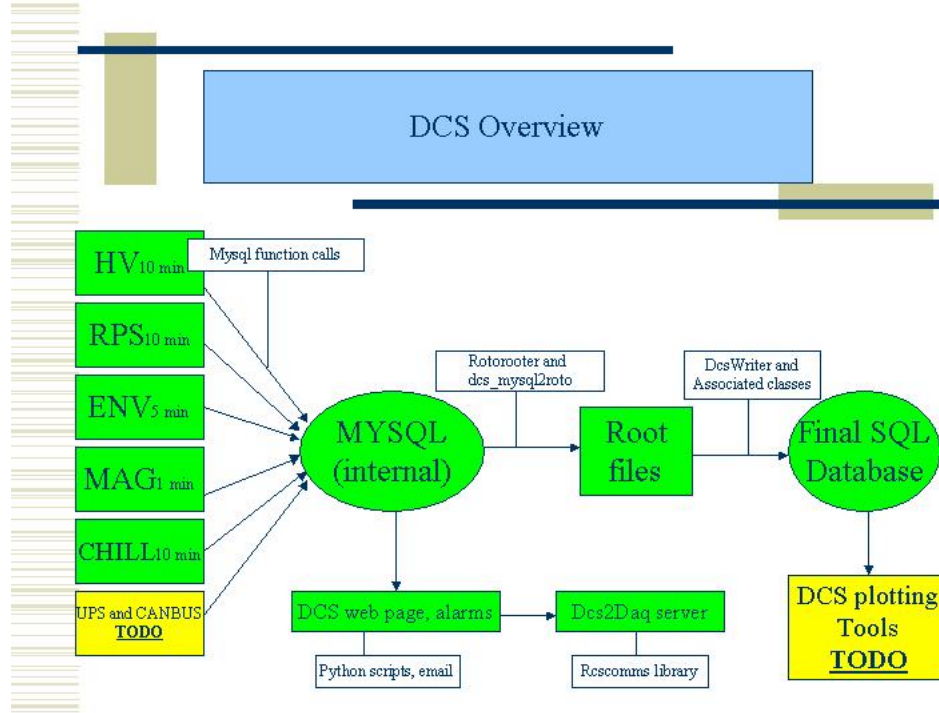 DCS Overview
HV10 min
Mysql function calls
RPS10 min
ENV5 min
MAG1 min
CHILL10 min
UPS and CANBUS
TODO
MYSQL
(internal)
Rotorooter and
dcs_mysql2roto
Root
files
DcsWriter and
Associated classes
Final SQL
Database
DCS web page, alarms
Python scripts, email
Dcs2Daq server
Rcscomms library
DCS plotting
Tools
TODO